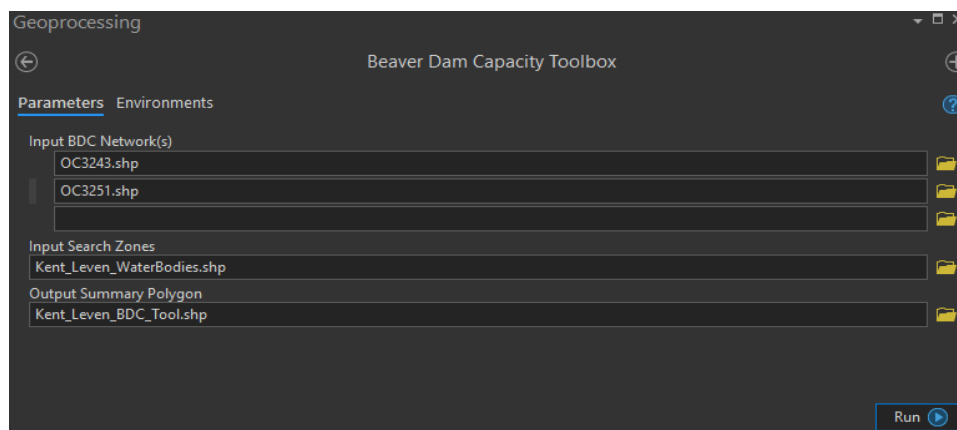 Geoprocessing
Beaver Dam Capacity Toolbox
Parameters Environments
Input BDC Network(s)
OC3243.shp
OC3251.shp
Input Search Zones
Kent_Leven_WaterBodies.shp
Output Summary Polygon
Kent_Leven_BDC_Tool.shp
Run